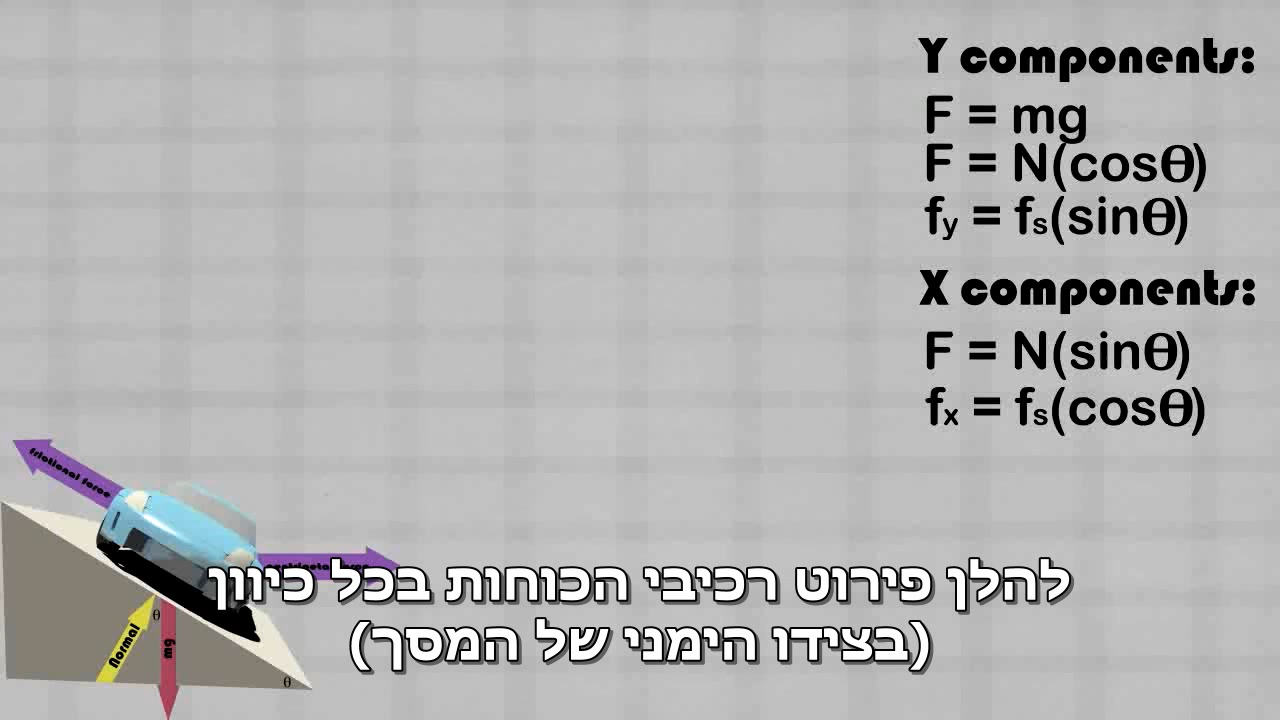 Y components:
F = mg
F = N(cosθ)
fy = fs(sinθ)
X components:
F = N(sinθ)
fx = fs(cosθ)
frictional force
Normal
mg
θ
θ
להלן פירוט רכיבי הכוחות בכל כיוון
(בצידו הימני של המסך)